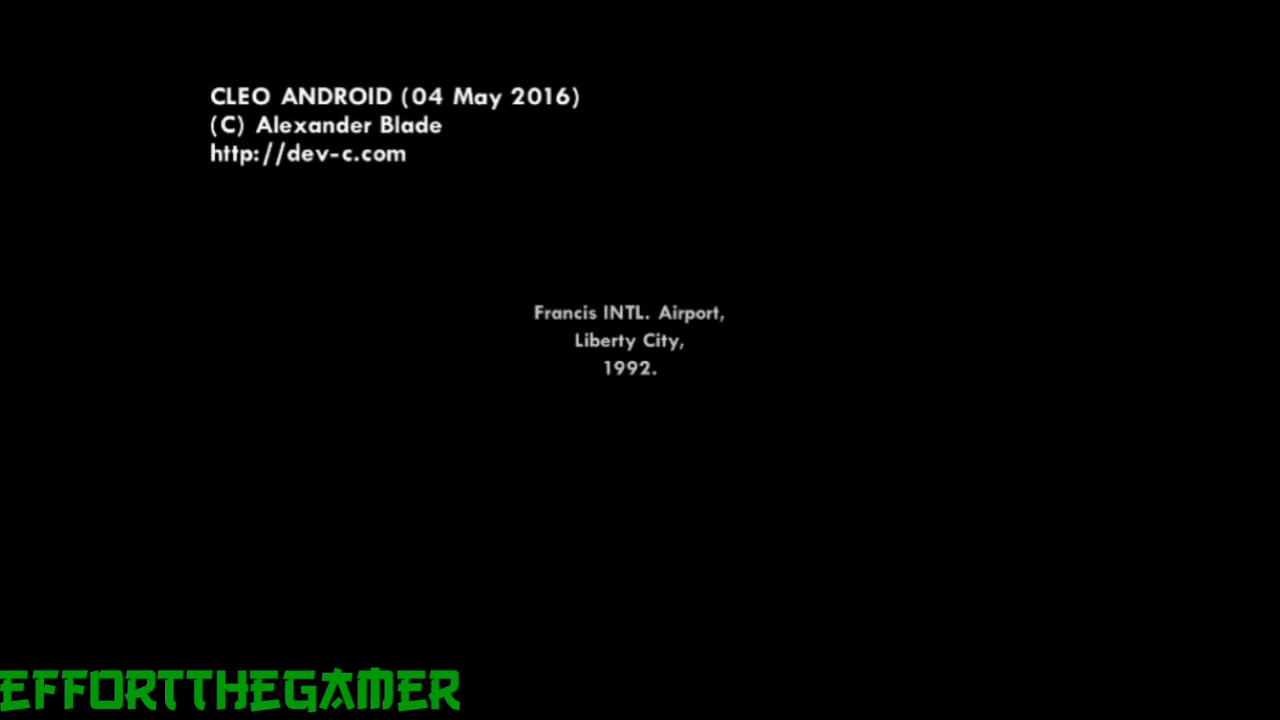 CLEO ANDROID (04 May 2016)
(C) Alexander Blade
http://dev-c.com
Francis INTL. Airport,
Liberty City,
1992.
EFFORTTHEGAMER